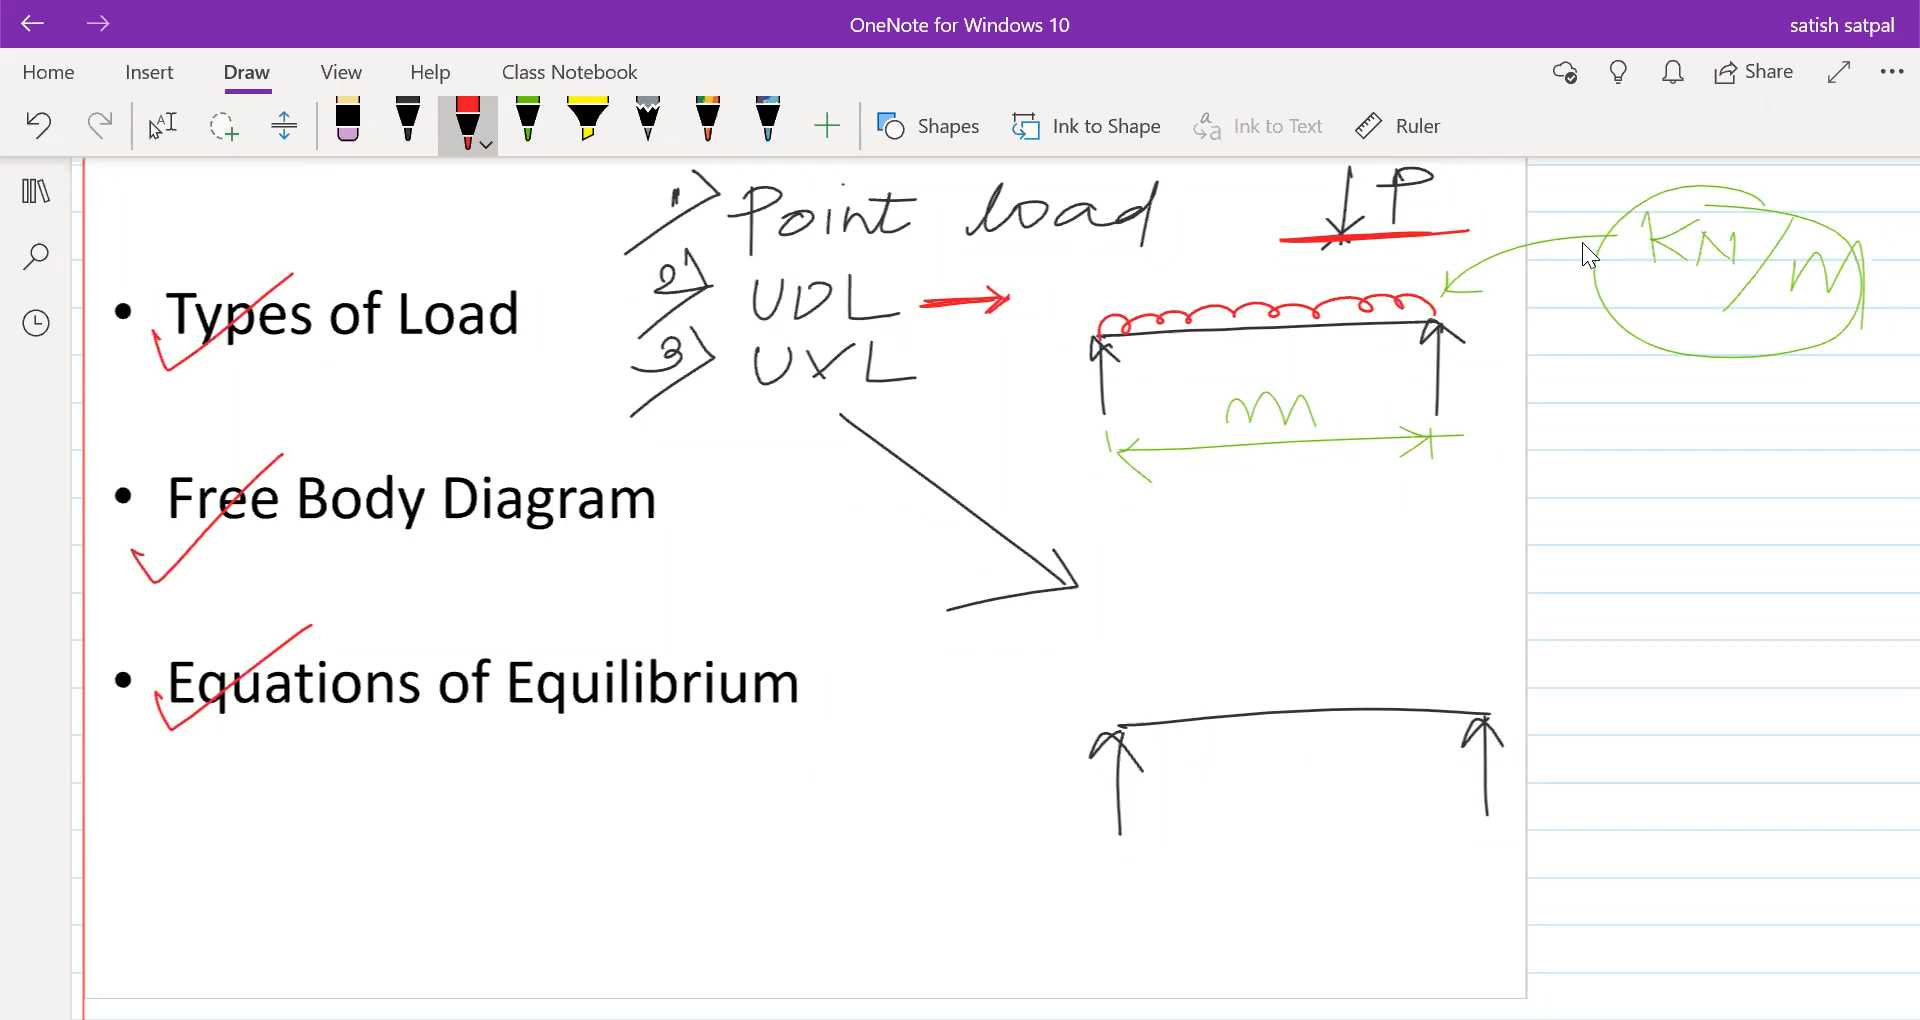 OneNote for Windows 10
satish satpal
Home Insert Draw View Help Class Notebook Share
Shapes Ink to Shape Ink to Text Ruler
1) Point load
P
2) UDL
KN/m
3) UVL
m
• Types of Load
• Free Body Diagram
• Equations of Equilibrium